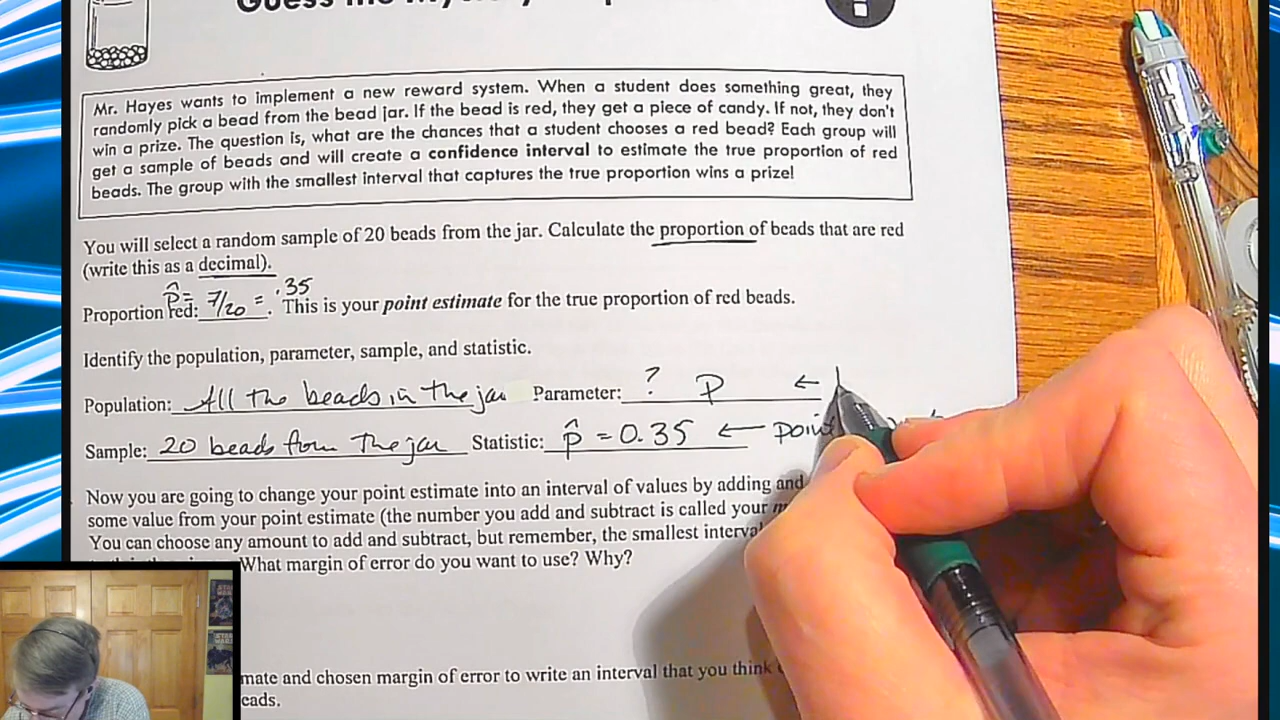 Mr. Hayes wants to implement a new reward system. When a student does something great, they
randomly pick a bead from the bead jar. If the bead is red, they get a piece of candy. If not, they don't
win a prize. The question is, what are the chances that a student chooses a red bead? Each group will
get a sample of beads and will create a confidence interval to estimate the true proportion of red
beads. The group with the smallest interval that captures the true proportion wins a prize!
You will select a random sample of 20 beads from the jar. Calculate the proportion of beads that are red
(write this as a decimal).
Proportion red: p̂= 7/20 = .35. This is your point estimate for the true proportion of red beads.
Identify the population, parameter, sample, and statistic.
Population: All the beads in the jar Parameter: ? P ←
Sample: 20 beads from the jar Statistic: p̂ = 0.35 ← point
Now you are going to change your point estimate into an interval of values by adding and
some value from your point estimate (the number you add and subtract is called your
You can choose any amount to add and subtract, but remember, the smallest interval
What margin of error do you want to use? Why?
mate and chosen margin of error to write an interval that you think
eads.